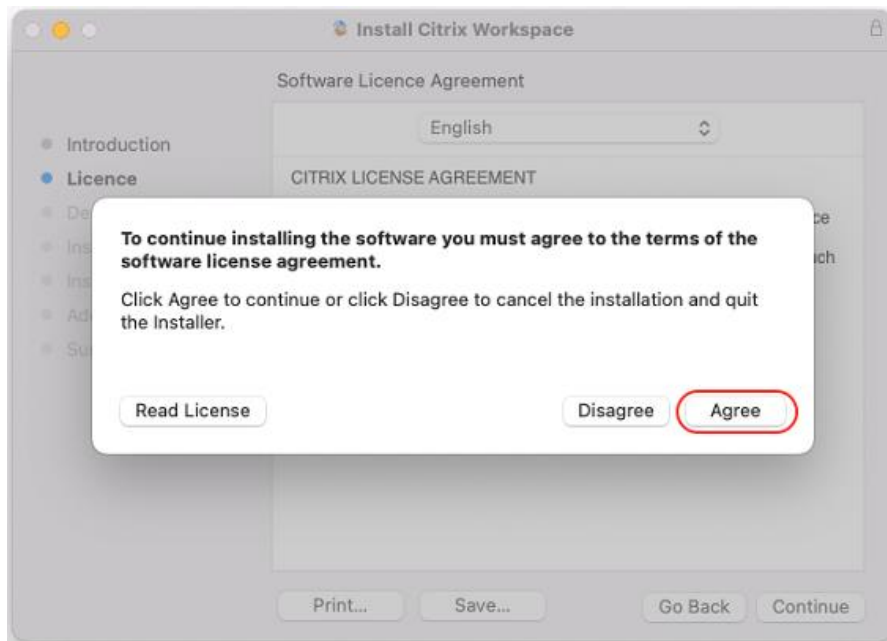 Install Citrix Workspace
Software Licence Agreement
English
Introduction
Licence
CITRIX LICENSE AGREEMENT
To continue installing the software you must agree to the terms of the
software license agreement.
Click Agree to continue or click Disagree to cancel the installation and quit
the Installer.
Read License
Disagree
Agree
Print...
Save...
Go Back
Continue